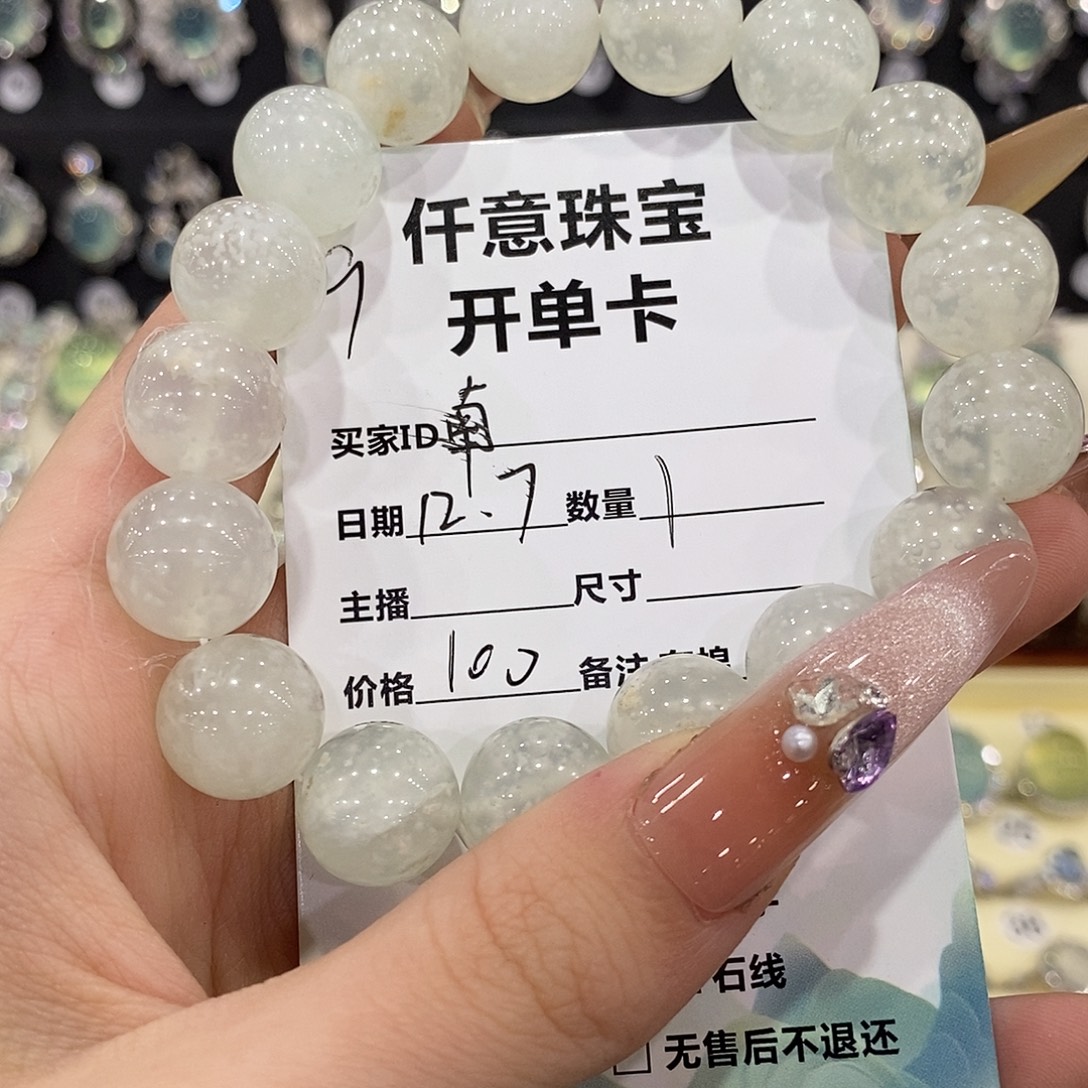 仟意珠宝
开单卡
买家ID 南
日期 12.7 数量 1
主播 尺寸
价格 100 备注
石线
无售后不退还